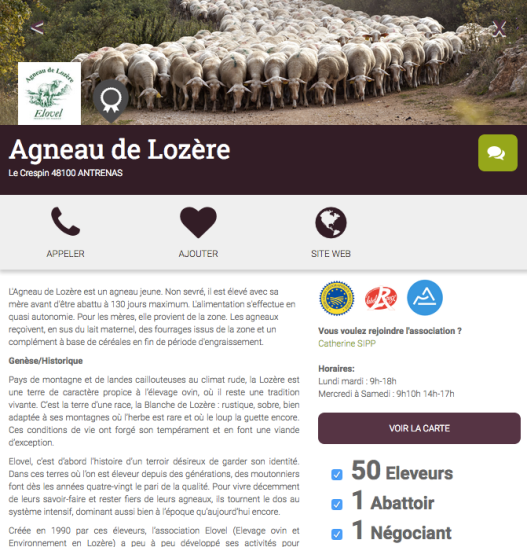 Agneau de Lozère
Elovel
Agneau de Lozère
Le Crespin 48100 ANTRENAS
APPELER
AJOUTER
SITE WEB
L'Agneau de Lozère est un agneau jeune. Non sevré, il est élevé avec sa
mère avant d'être abattu à 130 jours maximum. L'alimentation s'effectue en
quasi autonomie. Pour les mères, elle provient de la zone. Les agneaux
reçoivent, en sus du lait maternel, des fourrages issus de la zone et un
complément à base de céréales en fin de période d'engraissement.
Genèse/Historique
Pays de montagne et de landes caillouteuses au climat rude, la Lozère est
une terre de caractère propice à l'élevage ovin, où il reste une tradition
vivante. C'est la terre d'une race, la Blanche de Lozère : rustique, sobre, bien
adaptée à ses montagnes où l'herbe est rare et où le loup la guette encore.
Ces conditions de vie ont forgé son tempérament et en font une viande
d'exception.
Elovel, c'est d'abord l'histoire d'un terroir désireux de garder son identité.
Dans ces terres où l'on est éleveur depuis des générations, des moutonniers
font dès les années quatre-vingt le pari de la qualité. Pour vivre décemment
de leurs savoir-faire et rester fiers de leurs agneaux, ils tournent le dos au
système intensif, dominant aussi bien à l'époque qu'aujourd'hui encore.
Créée en 1990 par ces éleveurs, l'association Elovel (Elevage ovin et
Environnement en Lozère) a peu à peu développé ses activités pour
Vous voulez rejoindre l'association ?
Catherine SIPP
Horaires:
Lundi mardi : 9h-18h
Mercredi à Samedi : 9h10h 14h-17h
VOIR LA CARTE
50 Eleveurs
1 Abattoir
1 Négociant